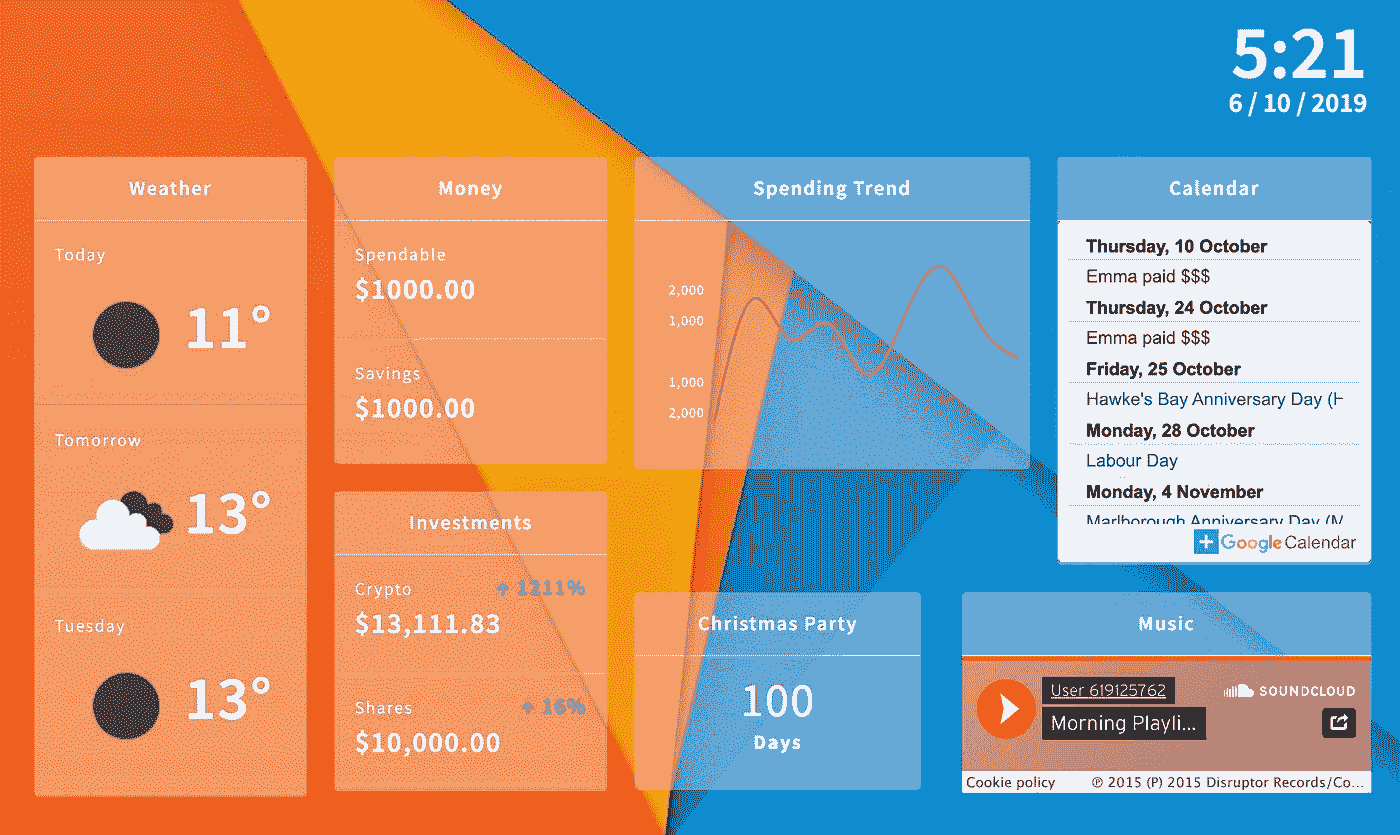 5:21
6 / 10 / 2019
Weather
Today
11°
Tomorrow
13°
Tuesday
13°
Money
Spendable
$1000.00
Savings
$1000.00
Investments
Crypto
↑ 1211%
$13,111.83
Shares
↑ 16%
$10,000.00
Spending Trend
2,000
1,000
1,000
2,000
Christmas Party
100
Days
Calendar
Thursday, 10 October
Emma paid $$$
Thursday, 24 October
Emma paid $$$
Friday, 25 October
Hawke's Bay Anniversary Day (H
Monday, 28 October
Labour Day
Monday, 4 November
Marlborough Anniversary Day (M
+ Google Calendar
Music
User 619125762
SOUNDCLOUD
Morning Playli...
Cookie policy
℗ 2015 (P) 2015 Disruptor Records/Co...